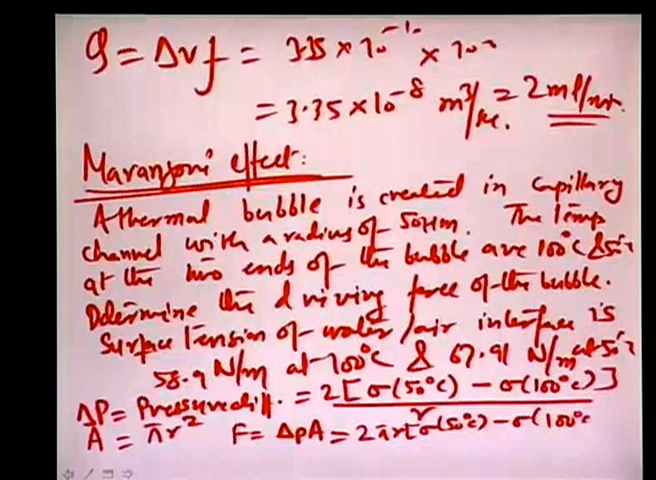 Q = Δv f = 3.35 × 10⁻¹⁰ × 100
= 3.35 × 10⁻⁸ m³/sec. = 2 ml/min.
Marangoni effect:
A thermal bubble is created in capillary
channel with a radius of 50μm. The Temp
at the two ends of the bubble are 100°C & 50°C
Determine the driving force of the bubble.
Surface Tension of water/air interface is
58.9 N/m at 100°C & 67.91 N/m at 50°C
ΔP = Pressure diff. = 2[σ(50°C) − σ(100°C)] / r
A = πr² F = ΔpA = 2πr[σ(50°C) − σ(100°C